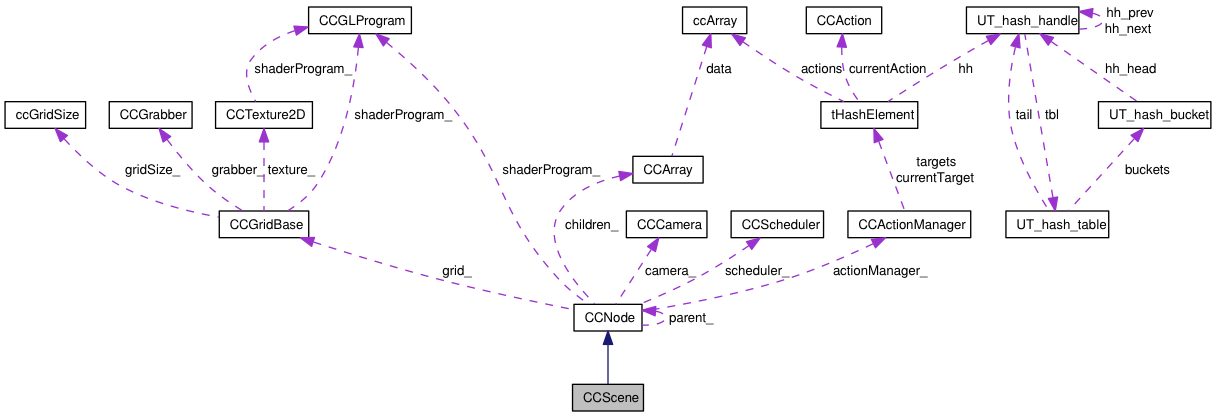 CCGLProgram
ccArray
CCAction
UT_hash_handle
hh_prev
hh_next
shaderProgram_
data
actions
currentAction
hh
hh_head
ccGridSize
CCGrabber
CCTexture2D
shaderProgram_
tHashElement
tail
tbl
UT_hash_bucket
gridSize_
grabber_
texture_
shaderProgram_
CCArray
targets
currentTarget
buckets
CCGridBase
children_
CCCamera
CCScheduler
CCActionManager
UT_hash_table
grid_
camera_
scheduler_
actionManager_
CCNode
parent_
CCScene